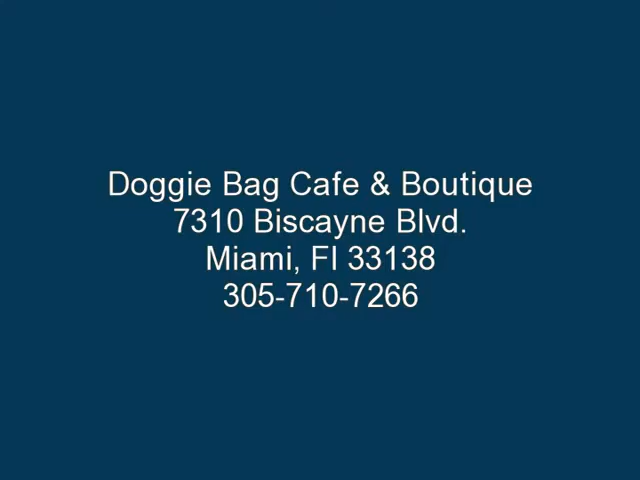 Doggie Bag Cafe & Boutique
7310 Biscayne Blvd.
Miami, Fl 33138
305-710-7266